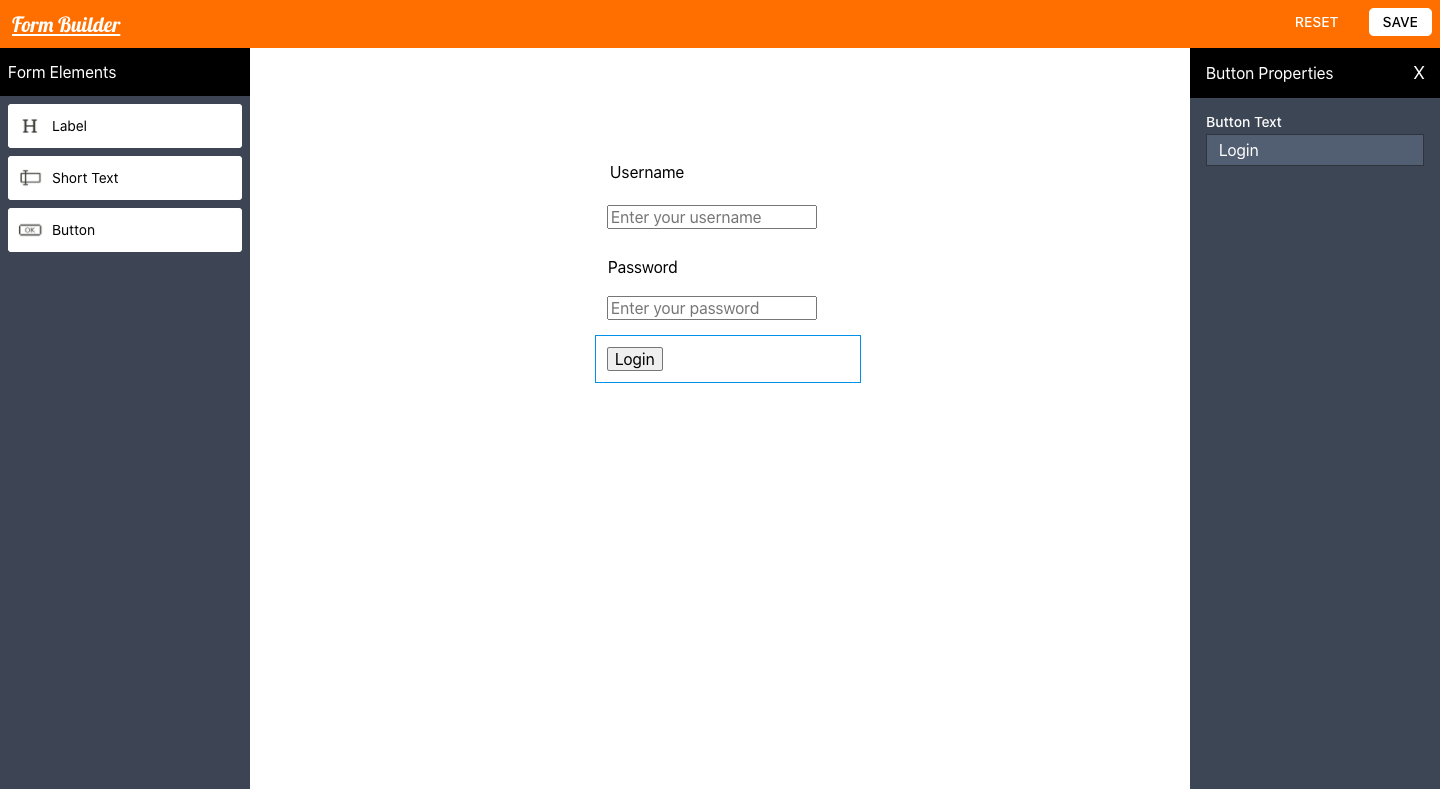 Form Builder
RESET
SAVE
Form Elements
Label
Short Text
OK
Button
Username
Enter your username
Password
Enter your password
Login
Button Properties
X
Button Text
Login